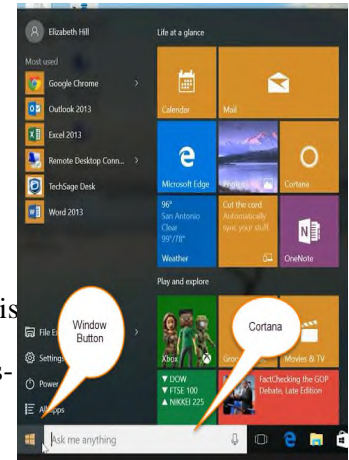 Elizabeth Hill
Life at a glance
Most used
Google Chrome
Outlook 2013
Excel 2013
Remote Desktop Conn...
TechSage Desk
Word 2013
Calendar
Mail
Microsoft Edge
Cortana
96°
San Antonio
Clear
99°/78°
Weather
Cut the cord
Automatically
sync your stuff.
OneNote
Play and explore
is
File E
Window
Button
Cortana
Settings
s-
Power
All apps
Xbox
Groo
Movies & TV
▼ DOW
▼ FTSE 100
▲ NIKKEI 225
FactChecking the GOP
Debate, Late Edition
Ask me anything